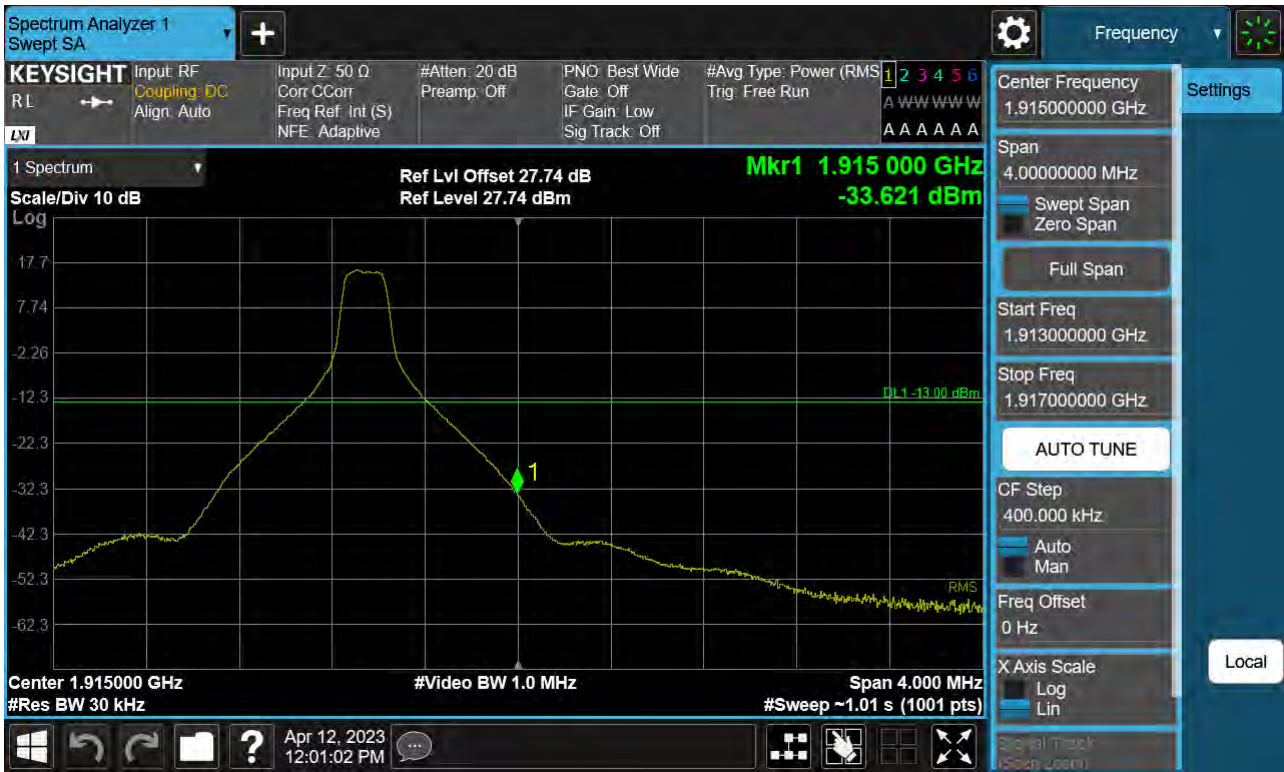 Spectrum Analyzer 1
Swept SA
+
Frequency
KEYSIGHT
RL
LXI
Input: RF
Coupling: DC
Align: Auto
Input Z: 50 Ω
Corr CCorr
Freq Ref: Int (S)
NFE: Adaptive
#Atten: 20 dB
Preamp: Off
PNO: Best Wide
Gate: Off
IF Gain: Low
Sig Track: Off
#Avg Type: Power (RMS
Trig: Free Run
1 2 3 4 5 6
A W W W W W
A A A A A A
1 Spectrum
Scale/Div 10 dB
Log
Ref Lvl Offset 27.74 dB
Ref Level 27.74 dBm
Mkr1 1.915 000 GHz
-33.621 dBm
17.7
7.74
-2.26
-12.3
-22.3
-32.3
-42.3
-52.3
-62.3
DL1 -13.00 dBm
1
RMS
Center 1.915000 GHz
#Res BW 30 kHz
#Video BW 1.0 MHz
Span 4.000 MHz
#Sweep ~1.01 s (1001 pts)
Center Frequency
1.915000000 GHz
Settings
Span
4.00000000 MHz
Swept Span
Zero Span
Full Span
Start Freq
1.913000000 GHz
Stop Freq
1.917000000 GHz
AUTO TUNE
CF Step
400.000 kHz
Auto
Man
Freq Offset
0 Hz
X Axis Scale
Log
Lin
Local
Signal Track
(Span Zoom)
?
Apr 12, 2023
12:01:02 PM